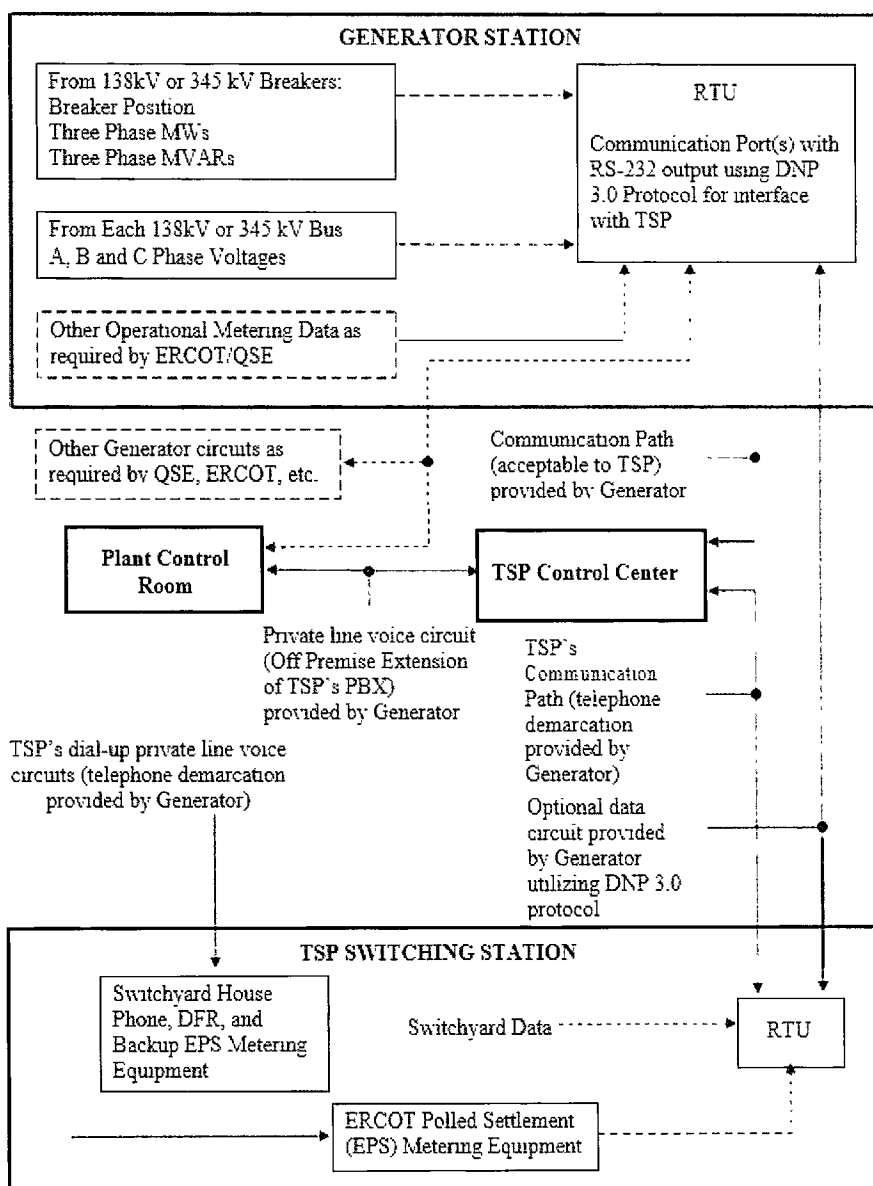 GENERATOR STATION
From 138kV or 345 kV Breakers:
Breaker Position
Three Phase MWs
Three Phase MVARs
RTU
Communication Port(s) with
RS-232 output using DNP
3.0 Protocol for interface
with TSP
From Each 138kV or 345 kV Bus
A, B and C Phase Voltages
Other Operational Metering Data as
required by ERCOT/QSE
Other Generator circuits as
required by QSE, ERCOT, etc.
Communication Path
(acceptable to TSP)
provided by Generator
Plant Control
Room
TSP Control Center
Private line voice circuit
(Off Premise Extension
of TSP's PBX)
provided by Generator
TSP's
Communication
Path (telephone
demarcation
provided by
Generator)
TSP's dial-up private line voice
circuits (telephone demarcation
provided by Generator)
Optional data
circuit provided
by Generator
utilizing DNP 3.0
protocol
TSP SWITCHING STATION
Switchyard House
Phone, DFR, and
Backup EPS Metering
Equipment
Switchyard Data
RTU
ERCOT Polled Settlement
(EPS) Metering Equipment